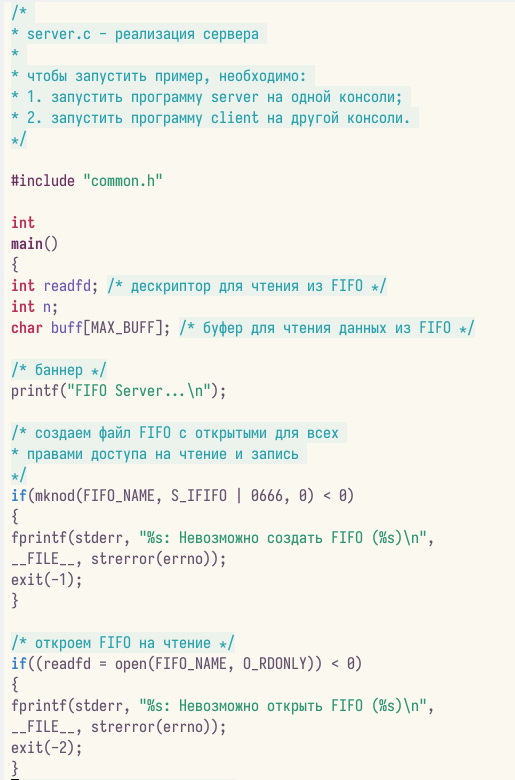 /*
* server.c - реализация сервера
*
* чтобы запустить пример, необходимо:
* 1. запустить программу server на одной консоли;
* 2. запустить программу client на другой консоли.
*/
#include "common.h"
int
main()
{
int readfd; /* дескриптор для чтения из FIFO */
int n;
char buff[MAX_BUFF]; /* буфер для чтения данных из FIFO */
/* баннер */
printf("FIFO Server...\n");
/* создаем файл FIFO с открытыми для всех
* правами доступа на чтение и запись
*/
if(mknod(FIFO_NAME, S_IFIFO | 0666, 0) < 0)
{
fprintf(stderr, "%s: Невозможно создать FIFO (%s)\n",
__FILE__, strerror(errno));
exit(-1);
}
/* откроем FIFO на чтение */
if((readfd = open(FIFO_NAME, O_RDONLY)) < 0)
{
fprintf(stderr, "%s: Невозможно открыть FIFO (%s)\n",
__FILE__, strerror(errno));
exit(-2);
}